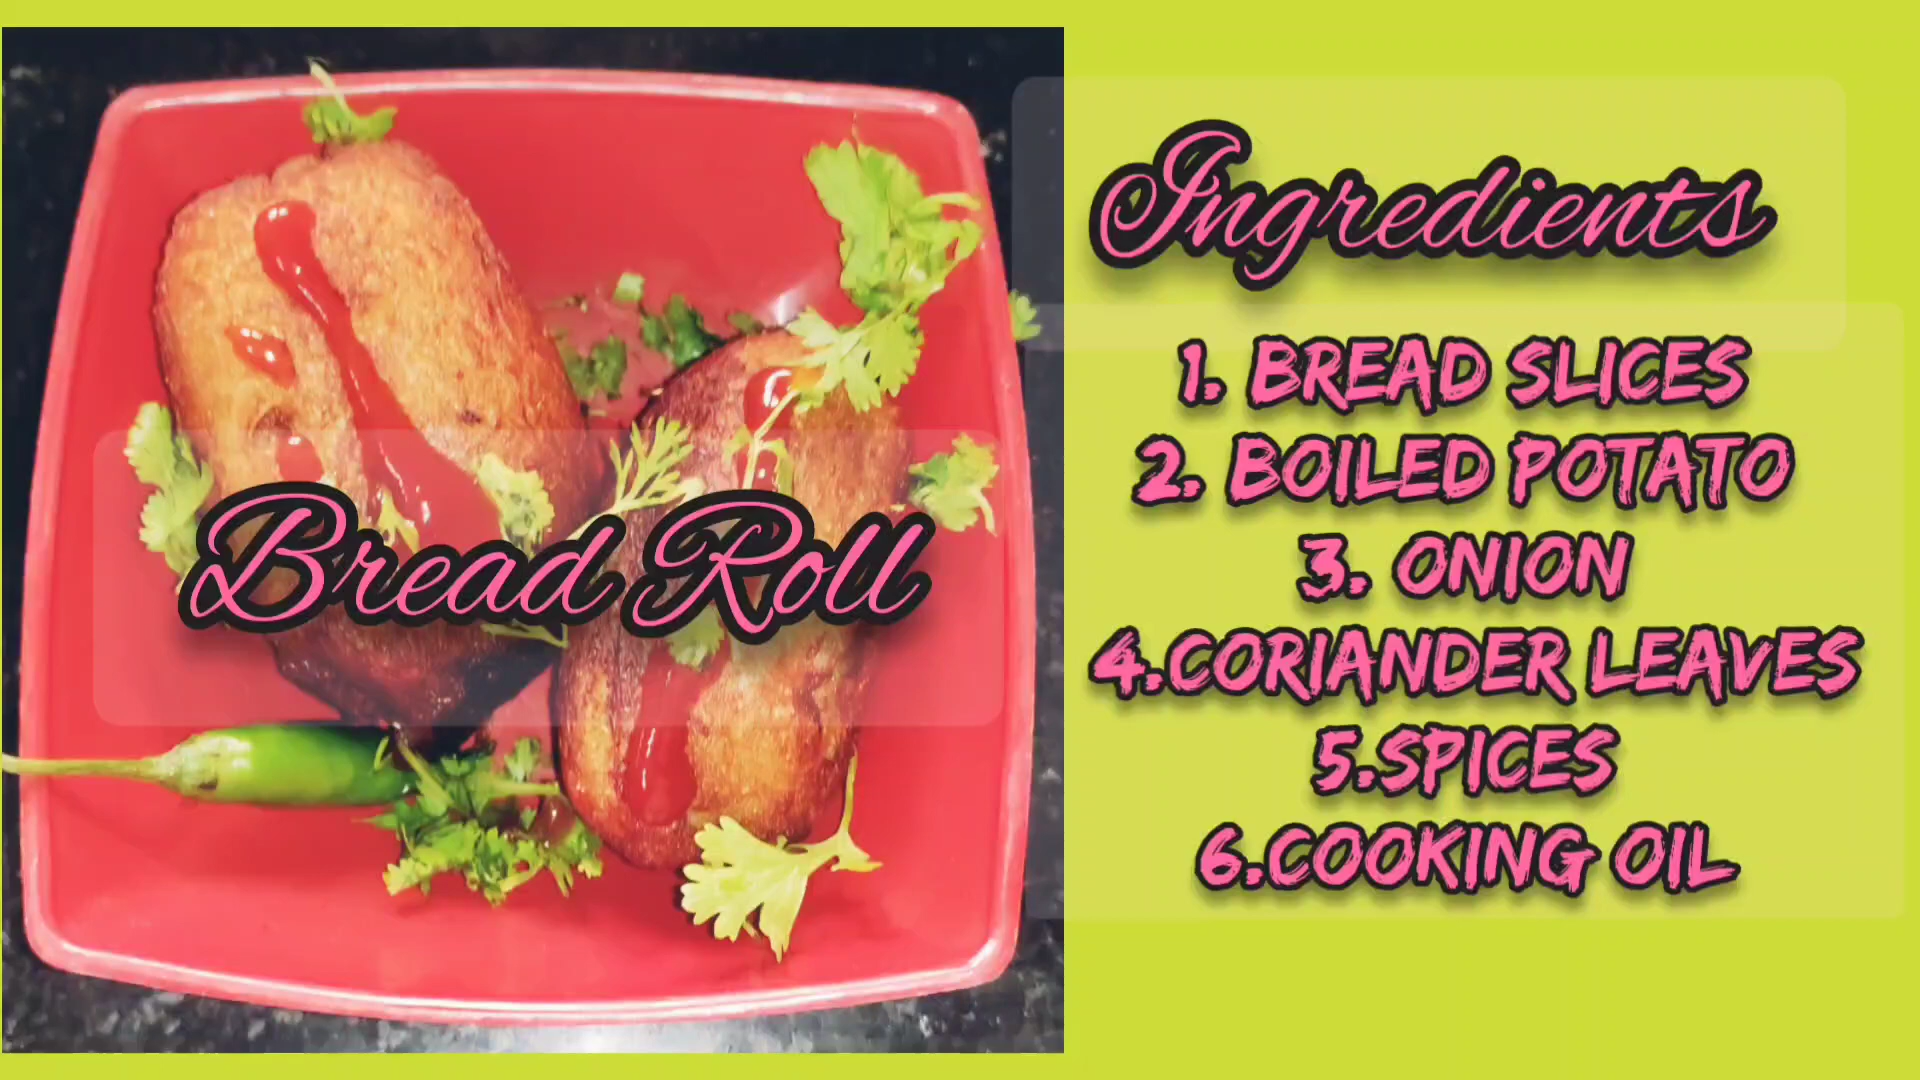 Bread Roll
Ingredients
1. BREAD SLICES
2. BOILED POTATO
3. ONION
4.CORIANDER LEAVES
5.SPICES
6.COOKING OIL